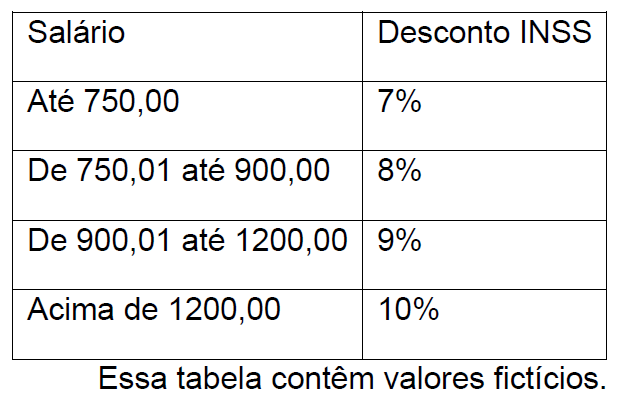 Salário Desconto INSS
Até 750,00 7%
De 750,01 até 900,00 8%
De 900,01 até 1200,00 9%
Acima de 1200,00 10%
Essa tabela contêm valores fictícios.